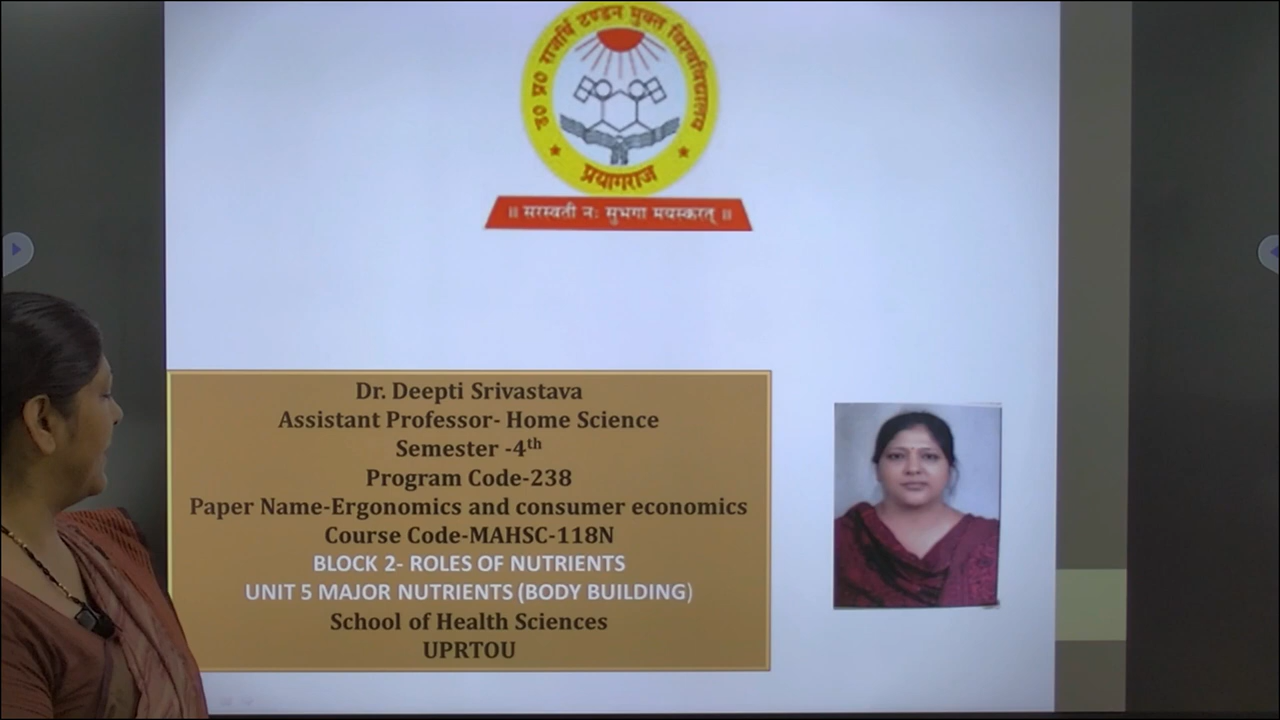 उ० प्र० राजर्षि टण्डन मुक्त विश्वविद्यालय
प्रयागराज
॥ सरस्वती नः सुभगा मयस्करत् ॥
Dr. Deepti Srivastava
Assistant Professor- Home Science
Semester -4th
Program Code-238
Paper Name-Ergonomics and consumer economics
Course Code-MAHSC-118N
BLOCK 2- ROLES OF NUTRIENTS
UNIT 5 MAJOR NUTRIENTS (BODY BUILDING)
School of Health Sciences
UPRTOU